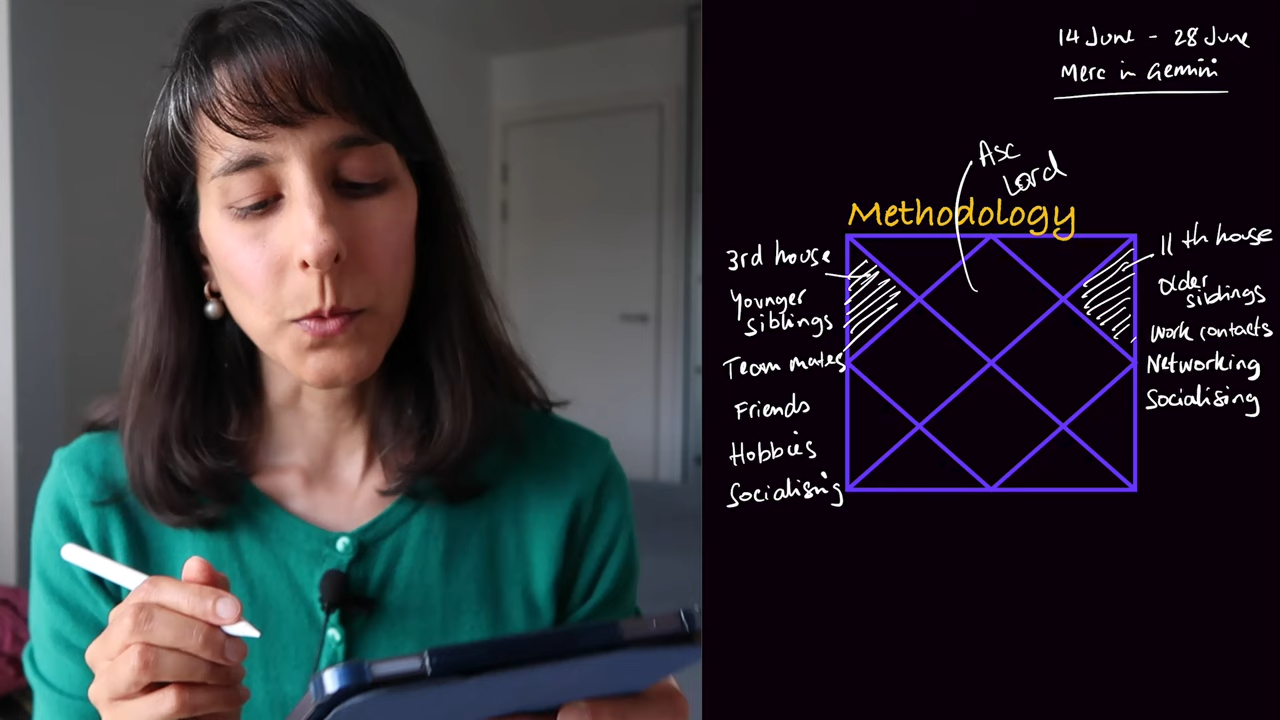 14 June - 28 June
Merc in Gemini
Asc
Lord
Methodology
3rd house
Younger
siblings
Team mates
Friends
Hobbies
Socialising
11th house
Older
siblings
Work contacts
Networking
Socialising